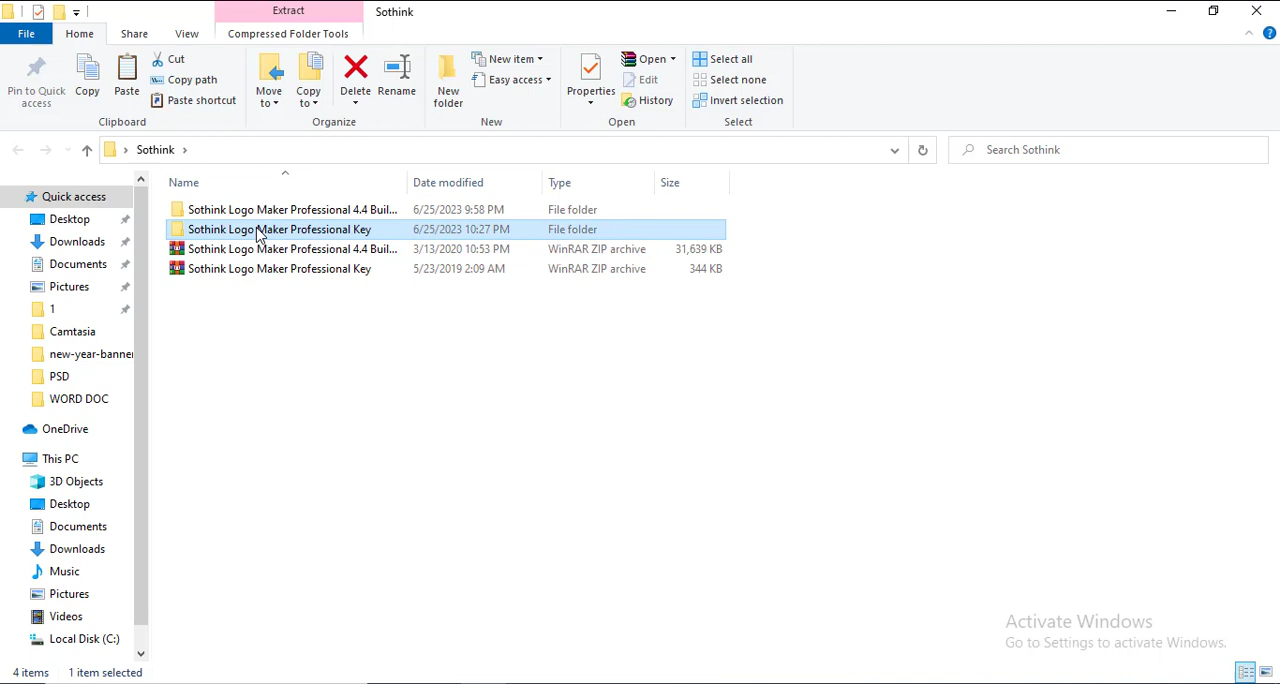 Extract Sothink
File Home Share View Compressed Folder Tools
Pin to Quick access
Copy
Paste
Cut
Copy path
Paste shortcut
Clipboard
Move to
Copy to
Delete
Rename
Organize
New folder
New item
Easy access
New
Properties
Open
Edit
History
Open
Select all
Select none
Invert selection
Select
Sothink
Search Sothink
Name Date modified Type Size
Sothink Logo Maker Professional 4.4 Buil... 6/25/2023 9:58 PM File folder
Sothink Logo Maker Professional Key 6/25/2023 10:27 PM File folder
Sothink Logo Maker Professional 4.4 Buil... 3/13/2020 10:53 PM WinRAR ZIP archive 31,639 KB
Sothink Logo Maker Professional Key 5/23/2019 2:09 AM WinRAR ZIP archive 344 KB
Quick access
Desktop
Downloads
Documents
Pictures
1
Camtasia
new-year-banner
PSD
WORD DOC
OneDrive
This PC
3D Objects
Desktop
Documents
Downloads
Music
Pictures
Videos
Local Disk (C:)
Activate Windows
Go to Settings to activate Windows.
4 items 1 item selected